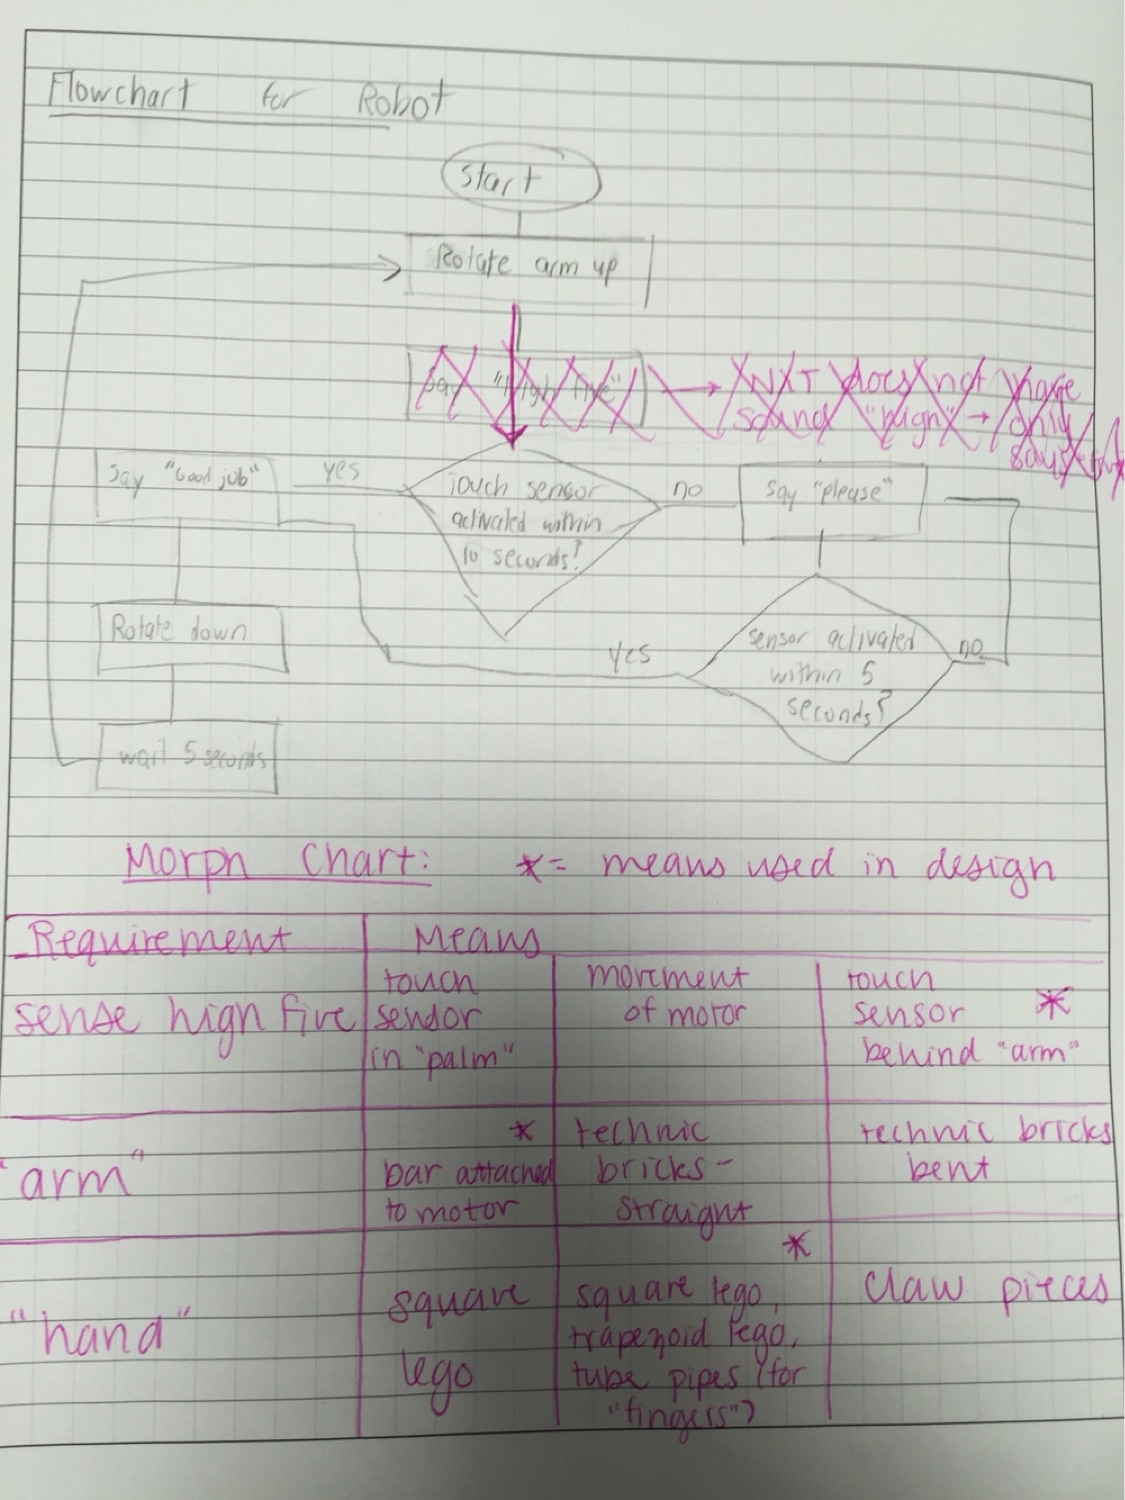 Flowchart for Robot
Start
Rotate arm up
Say "High five" → NXT does not have
sound "high" → only
says
Say "Good job" yes Touch sensor no Say "please"
activated within
10 seconds?
Rotate down
yes sensor activated no
within 5
seconds?
wait 5 seconds
Morph Chart: *= means used in design
Requirement Means
sense high five
touch
sensor
in "palm"
movement
of motor
touch
sensor *
behind "arm"
"arm"
*
bar attached
to motor
technic
bricks-
straight
technic bricks
bent
"hand"
square
lego
*
square lego,
trapezoid lego,
tube pipes (for
"fingers")
claw pieces